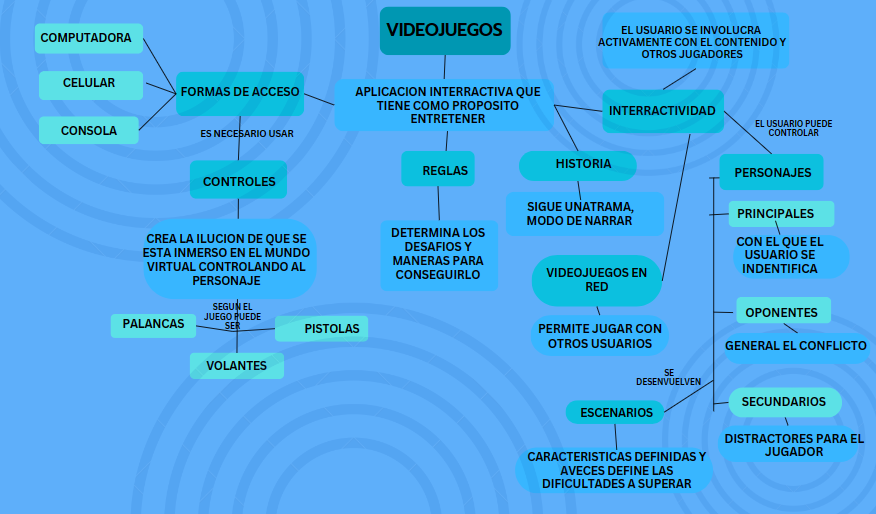 VIDEOJUEGOS
APLICACION INTERRACTIVA QUE
TIENE COMO PROPOSITO
ENTRETENER
FORMAS DE ACCESO
COMPUTADORA
CELULAR
CONSOLA
ES NECESARIO USAR
CONTROLES
CREA LA ILUCION DE QUE SE
ESTA INMERSO EN EL MUNDO
VIRTUAL CONTROLANDO AL
PERSONAJE
SEGUN EL
JUEGO PUEDE
SER
PALANCAS
PISTOLAS
VOLANTES
REGLAS
DETERMINA LOS
DESAFIOS Y
MANERAS PARA
CONSEGUIRLO
HISTORIA
SIGUE UNATRAMA,
MODO DE NARRAR
INTERRACTIVIDAD
EL USUARIO SE INVOLUCRA
ACTIVAMENTE CON EL CONTENIDO Y
OTROS JUGADORES
VIDEOJUEGOS EN
RED
PERMITE JUGAR CON
OTROS USUARIOS
EL USUARIO PUEDE
CONTROLAR
PERSONAJES
PRINCIPALES
CON EL QUE EL
USUARIO SE
INDENTIFICA
OPONENTES
GENERAL EL CONFLICTO
SECUNDARIOS
DISTRACTORES PARA EL
JUGADOR
SE
DESENVUELVEN
ESCENARIOS
CARACTERISTICAS DEFINIDAS Y
AVECES DEFINE LAS
DIFICULTADES A SUPERAR